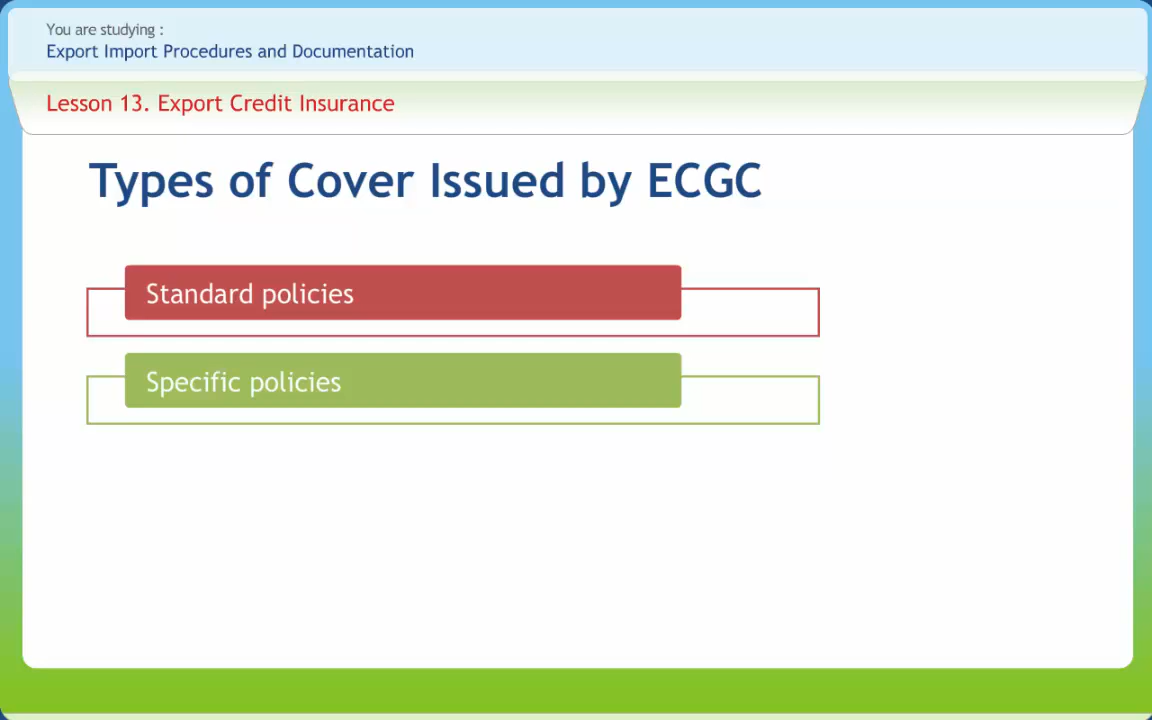 You are studying :
Export Import Procedures and Documentation
Lesson 13. Export Credit Insurance
Types of Cover Issued by ECGC
Standard policies
Specific policies